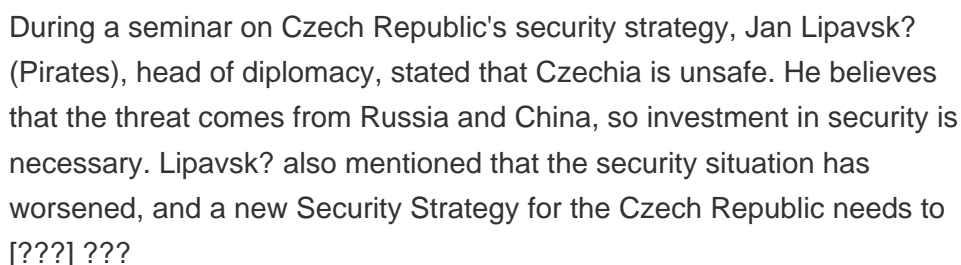 During a seminar on Czech Republic's security strategy, Jan Lipavsk?
(Pirates), head of diplomacy, stated that Czechia is unsafe. He believes
that the threat comes from Russia and China, so investment in security is
necessary. Lipavsk? also mentioned that the security situation has
worsened, and a new Security Strategy for the Czech Republic needs to
[???] ???